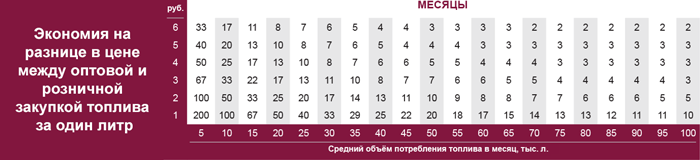 руб.
МЕСЯЦЫ
Экономия на
разнице в цене
между оптовой и
розничной
закупкой топлива
за один литр
6 33 17 11 8 7 6 5 4 4 3 3 3 3 2 2 2 2 2 2 2
5 40 20 13 10 8 7 6 5 4 4 4 3 3 3 3 3 3 3 3 3
4 50 25 17 13 10 8 7 6 6 5 5 4 4 4 3 3 3 3 3 3
3 67 33 22 17 13 11 10 8 7 7 6 6 5 5 4 4 4 4 4 3
2 100 50 33 25 20 17 14 13 11 10 9 8 8 7 7 6 6 6 5 5
1 200 100 67 50 40 33 29 25 22 20 18 17 15 14 13 13 12 11 11 10
5 10 15 20 25 30 35 40 45 50 55 60 65 70 75 80 85 90 95 100
Средний объём потребления топлива в месяц, тыс. л.